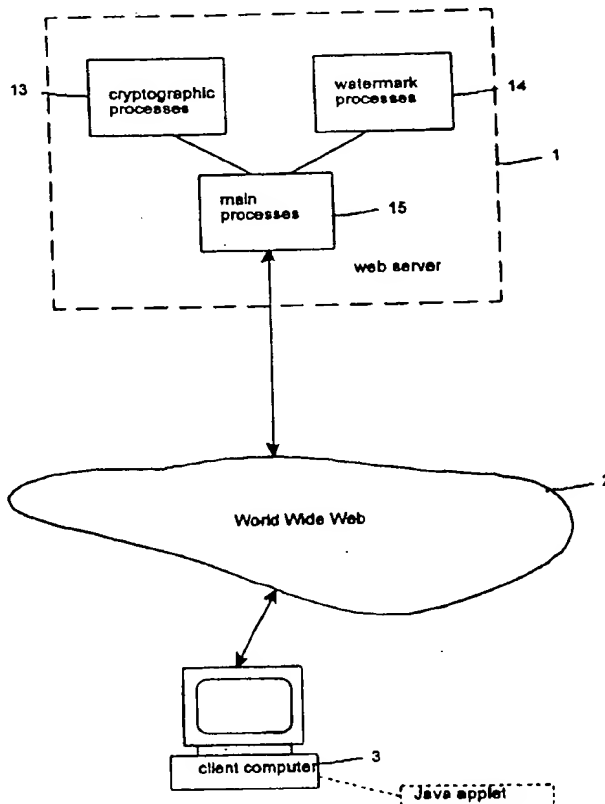 13
cryptographic
processes
watermark
processes
14
1
main
processes
15
web server
2
World Wide Web
client computer
3
Java applet